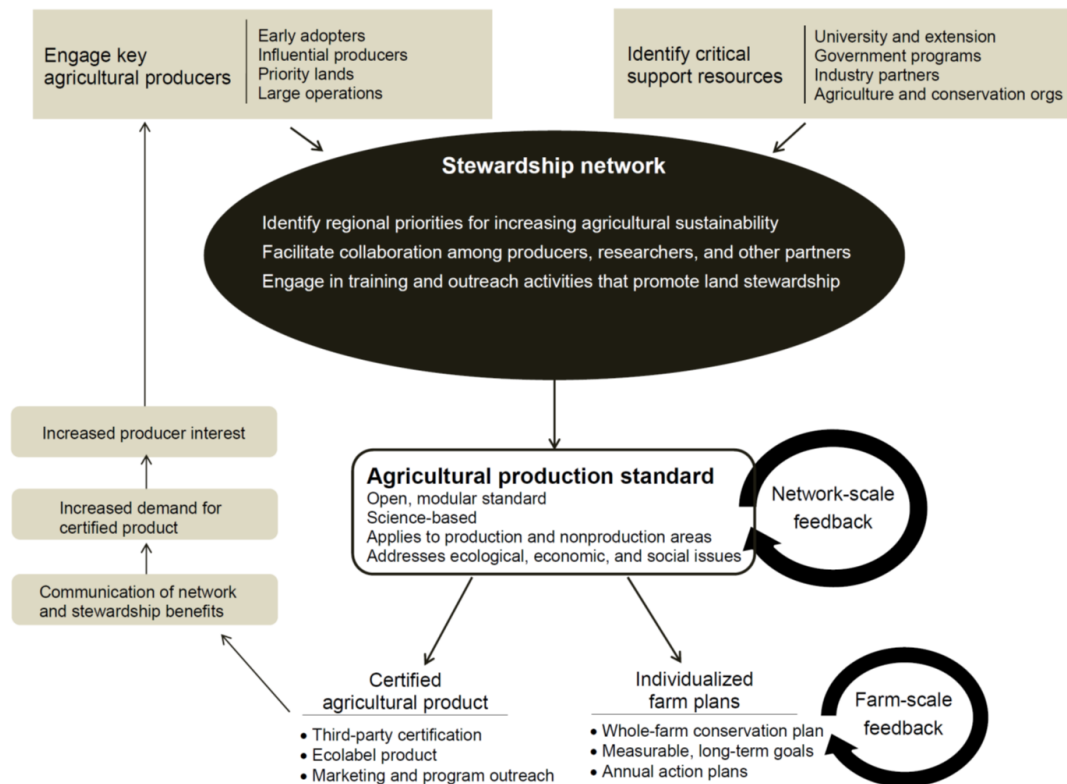 Engage key
agricultural producers
Early adopters
Influential producers
Priority lands
Large operations
Identify critical
support resources
University and extension
Government programs
Industry partners
Agriculture and conservation orgs
Stewardship network
Identify regional priorities for increasing agricultural sustainability
Facilitate collaboration among producers, researchers, and other partners
Engage in training and outreach activities that promote land stewardship
Increased producer interest
Increased demand for
certified product
Communication of network
and stewardship benefits
Agricultural production standard
Open, modular standard
Science-based
Applies to production and nonproduction areas
Addresses ecological, economic, and social issues
Network-scale
feedback
Certified
agricultural product
• Third-party certification
• Ecolabel product
• Marketing and program outreach
Individualized
farm plans
• Whole-farm conservation plan
• Measurable, long-term goals
• Annual action plans
Farm-scale
feedback